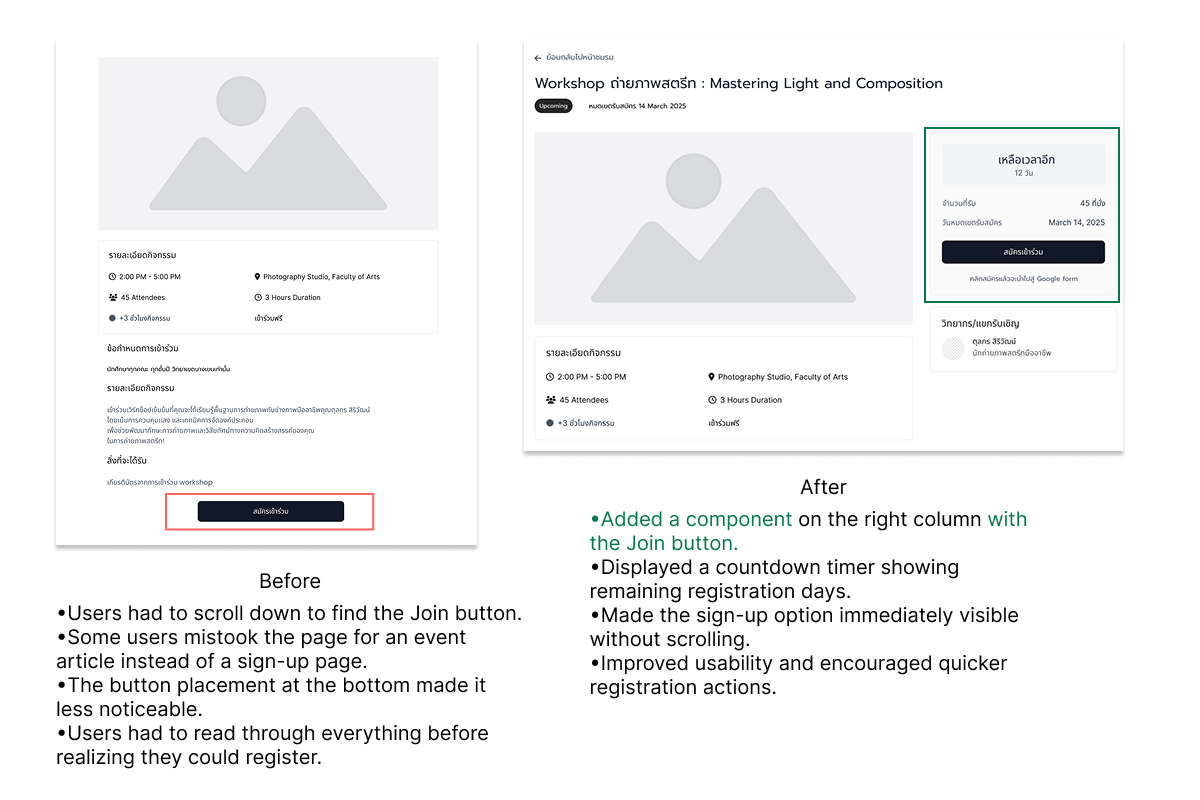 รายละเอียดกิจกรรม
2:00 PM - 5:00 PM
Photography Studio, Faculty of Arts
45 Attendees
3 Hours Duration
+3 ชั่วโมงกิจกรรม
เข้าร่วมฟรี
ข้อกำหนดการเข้าร่วม
นักศึกษาทุกคณะ ทุกชั้นปี วิทยาเขตบางเขนเท่านั้น
รายละเอียดกิจกรรม
เข้าร่วมเวิร์กช็อปเข้มข้นที่คุณจะได้เรียนรู้พื้นฐานการถ่ายภาพกับช่างภาพมืออาชีพคุณตุลกร สิริวัฒน์
โดยเน้นการควบคุมแสง และเทคนิคการจัดองค์ประกอบ
เพื่อช่วยพัฒนาทักษะการถ่ายภาพและวิสัยทัศน์ทางความคิดสร้างสรรค์ของคุณ
ในการถ่ายภาพสตรีท!
สิ่งที่จะได้รับ
เกียรติบัตรจากการเข้าร่วม workshop
สมัครเข้าร่วม
Before
•Users had to scroll down to find the Join button.
•Some users mistook the page for an event
article instead of a sign-up page.
•The button placement at the bottom made it
less noticeable.
•Users had to read through everything before
realizing they could register.
ย้อนกลับไปหน้าชมรม
Workshop ถ่ายภาพสตรีท : Mastering Light and Composition
Upcoming
หมดเขตรับสมัคร 14 March 2025
เหลือเวลาอีก
12 วัน
จำนวนที่รับ
45 ที่นั่ง
วันหมดเขตรับสมัคร
March 14, 2025
สมัครเข้าร่วม
คลิกสมัครแล้วจะนำไปสู่ Google form
วิทยากร/แขกรับเชิญ
ตุลกร สิริวัฒน์
นักถ่ายภาพสตรีทมืออาชีพ
รายละเอียดกิจกรรม
2:00 PM - 5:00 PM
Photography Studio, Faculty of Arts
45 Attendees
3 Hours Duration
+3 ชั่วโมงกิจกรรม
เข้าร่วมฟรี
After
•Added a component on the right column with
the Join button.
•Displayed a countdown timer showing
remaining registration days.
•Made the sign-up option immediately visible
without scrolling.
•Improved usability and encouraged quicker
registration actions.